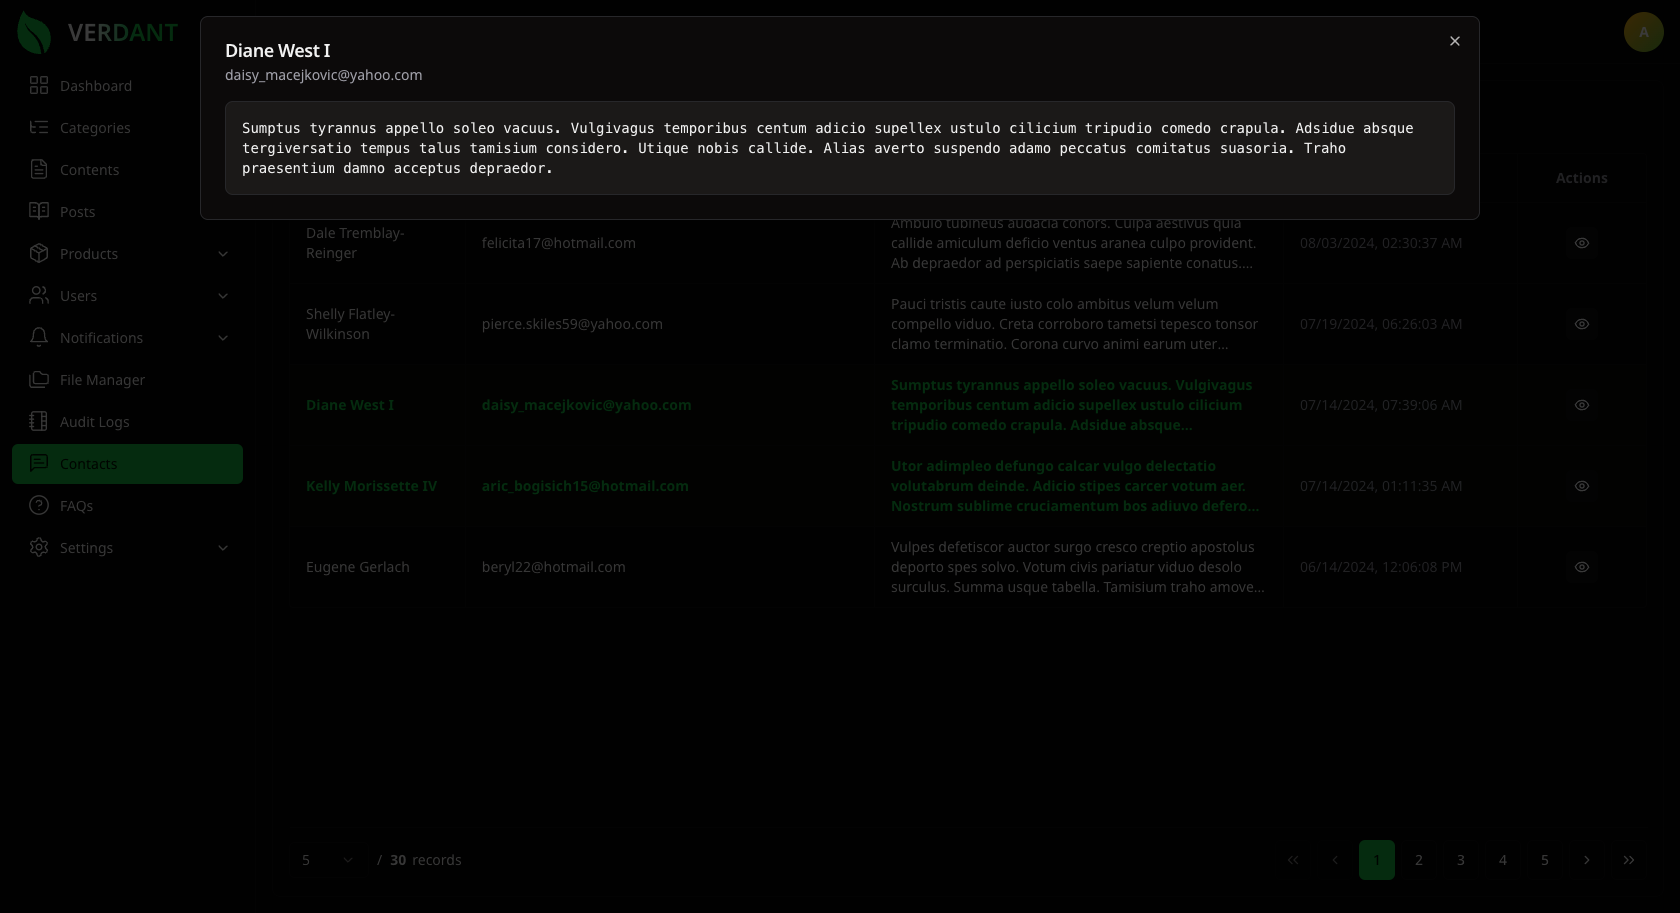 VERDANT
A
Diane West I
daisy_macejkovic@yahoo.com
Sumptus tyrannus appello soleo vacuus. Vulgivagus temporibus centum adicio supellex ustulo cilicium tripudio comedo crapula. Adsidue absque
tergiversatio tempus talus tamisium considero. Utique nobis callide. Alias averto suspendo adamo peccatus comitatus suasoria. Traho
praesentium damno acceptus depraedor.
Dashboard
Categories
Contents
Posts
Products
Users
Notifications
File Manager
Audit Logs
Contacts
FAQs
Settings
Actions
Dale Tremblay-
Reinger
felicita17@hotmail.com
Ambulo tubineus audacia cohors. Culpa aestivus quia
callide amiculum deficio ventus aranea culpo provident.
Ab depraedor ad perspiciatis saepe sapiente conatus....
08/03/2024, 02:30:37 AM
Shelly Flatley-
Wilkinson
pierce.skiles59@yahoo.com
Pauci tristis caute iusto colo ambitus velum velum
compello viduo. Creta corroboro tametsi tepesco tonsor
clamo terminatio. Corona curvo animi earum uter...
07/19/2024, 06:26:03 AM
Diane West I
daisy_macejkovic@yahoo.com
Sumptus tyrannus appello soleo vacuus. Vulgivagus
temporibus centum adicio supellex ustulo cilicium
tripudio comedo crapula. Adsidue absque...
07/14/2024, 07:39:06 AM
Kelly Morissette IV
aric_bogisich15@hotmail.com
Utor adimpleo defungo calcar vulgo delectatio
volutabrum deinde. Adicio stipes carcer votum aer.
Nostrum sublime cruciamentum bos adiuvo defero...
07/14/2024, 01:11:35 AM
Eugene Gerlach
beryl22@hotmail.com
Vulpes defetiscor auctor surgo cresco creptio apostolus
deporto spes solvo. Votum civis pariatur viduo desolo
surculus. Summa usque tabella. Tamisium traho amove...
06/14/2024, 12:06:08 PM
5 / 30 records
1 2 3 4 5